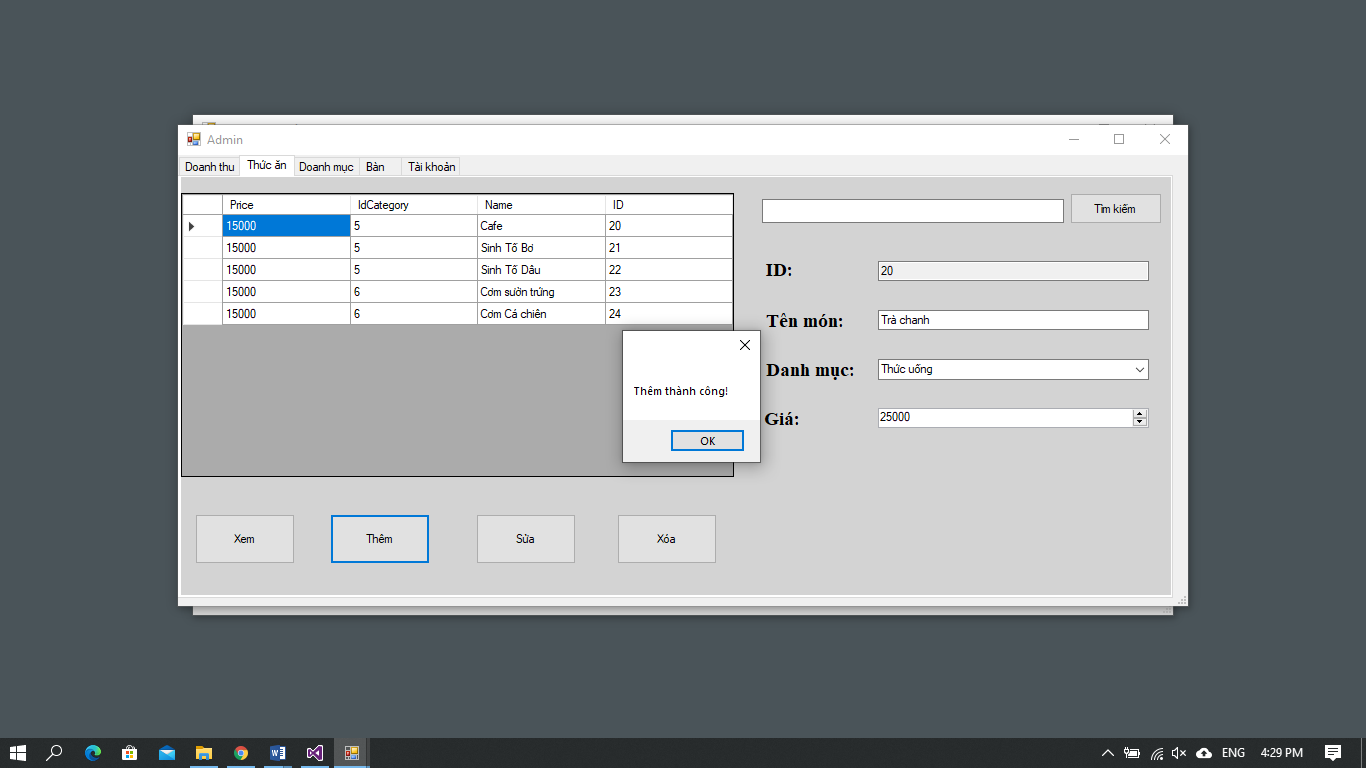 Admin
Doanh thu Thức ăn Doanh mục Bàn Tài khoản
Price IdCategory Name ID
15000 5 Cafe 20
15000 5 Sinh Tố Bơ 21
15000 5 Sinh Tố Dâu 22
15000 6 Cơm sườn trứng 23
15000 6 Cơm Cá chiên 24
Tìm kiếm
ID: 20
Tên món: Trà chanh
Danh mục: Thức uống
Giá: 25000
Thêm thành công!
OK
Xem Thêm Sửa Xóa
ENG 4:29 PM